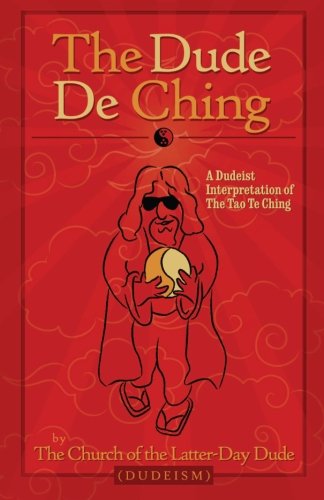 The Dude
De Ching
A Dudeist
Interpretation of
The Tao Te Ching
by
The Church of the Latter-Day Dude
(DUDEISM)